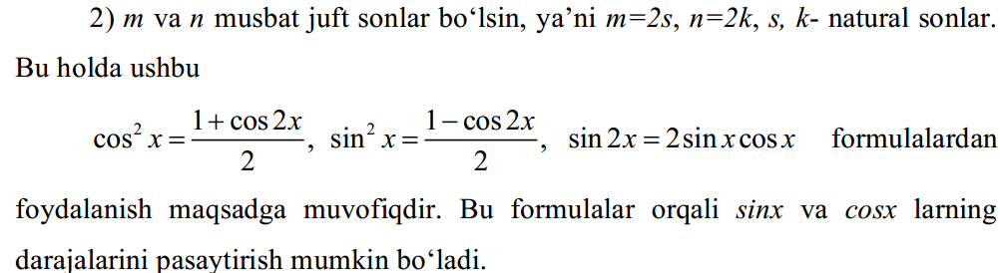 2) m va n musbat juft sonlar bo‘lsin, ya’ni m=2s, n=2k, s, k- natural sonlar.
Bu holda ushbu
cos² x = (1 + cos 2x)/2, sin² x = (1 − cos 2x)/2, sin 2x = 2 sin x cos x formulalardan
foydalanish maqsadga muvofiqdir. Bu formulalar orqali sinx va cosx larning
darajalarini pasaytirish mumkin bo‘ladi.